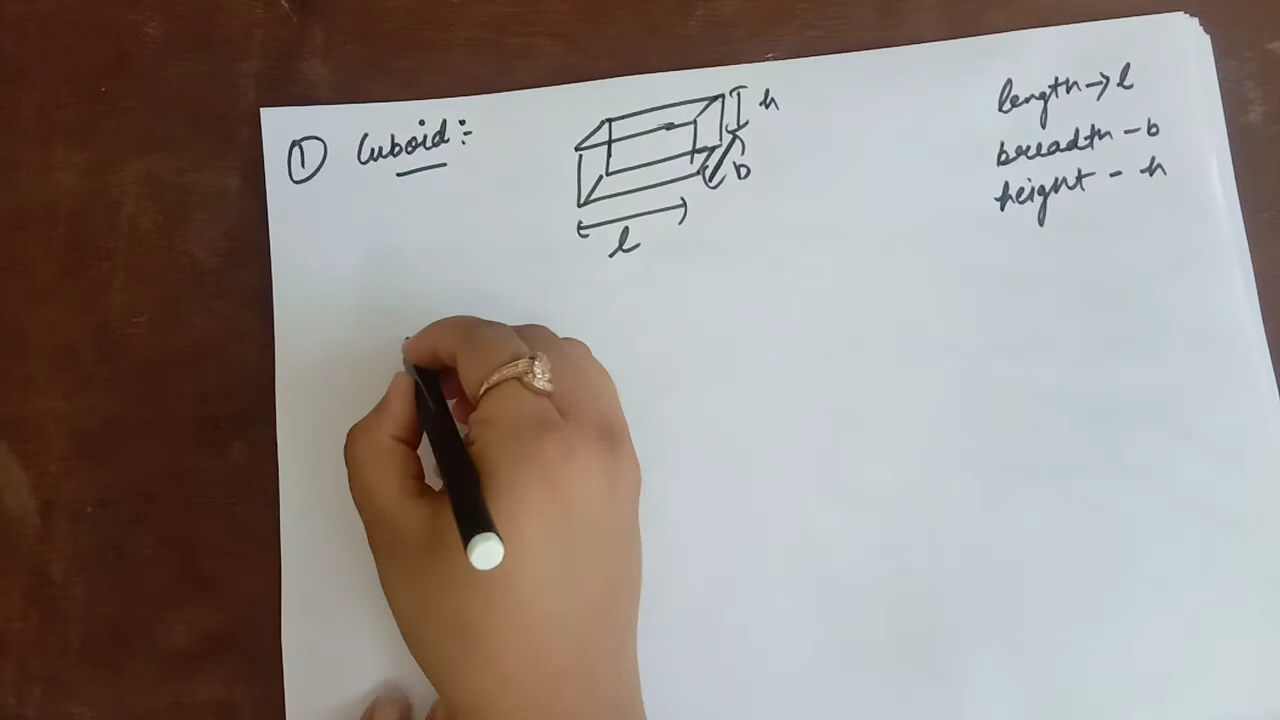 ① Cuboid :-
h
b
l
length → l
breadth - b
height - h